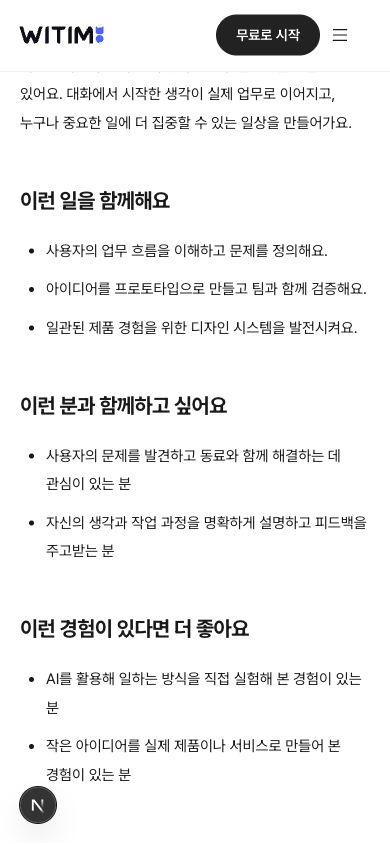 WITIM
무료로 시작
있어요. 대화에서 시작한 생각이 실제 업무로 이어지고,
누구나 중요한 일에 더 집중할 수 있는 일상을 만들어가요.
이런 일을 함께해요
• 사용자의 업무 흐름을 이해하고 문제를 정의해요.
• 아이디어를 프로토타입으로 만들고 팀과 함께 검증해요.
• 일관된 제품 경험을 위한 디자인 시스템을 발전시켜요.
이런 분과 함께하고 싶어요
• 사용자의 문제를 발견하고 동료와 함께 해결하는 데
관심이 있는 분
• 자신의 생각과 작업 과정을 명확하게 설명하고 피드백을
주고받는 분
이런 경험이 있다면 더 좋아요
• AI를 활용해 일하는 방식을 직접 실험해 본 경험이 있는
분
• 작은 아이디어를 실제 제품이나 서비스로 만들어 본
경험이 있는 분
N